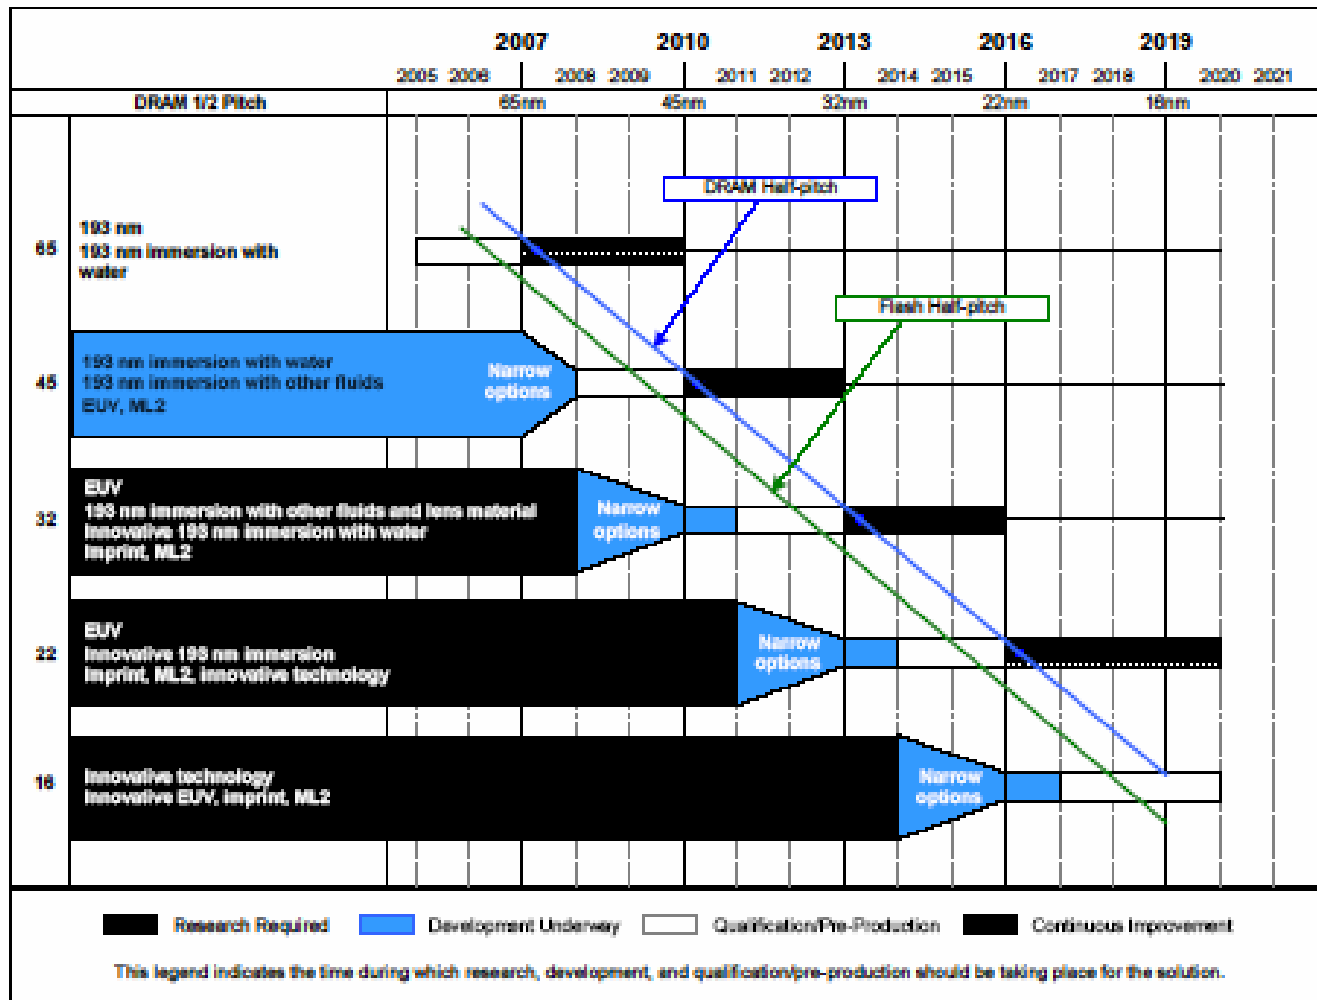 2007 2010 2013 2016 2019
2005 2006 2008 2009 2011 2012 2014 2015 2017 2018 2020 2021
DRAM 1/2 Pitch 65nm 45nm 32nm 22nm 16nm
DRAM Half-pitch
193 nm
65 193 nm immersion with
water
Flash Half-pitch
193 nm immersion with water
45 193 nm immersion with other fluids
EUV, ML2
Narrow
options
EUV
193 nm immersion with other fluids and lens material
32 Innovative 193 nm immersion with water
Imprint, ML2
Narrow
options
EUV
22 Innovative 193 nm immersion
Imprint, ML2, innovative technology
Narrow
options
16 Innovative technology
Innovative EUV, imprint, ML2
Narrow
options
Research Required Development Underway Qualification/Pre-Production Continuous Improvement
This legend indicates the time during which research, development, and qualification/pre-production should be taking place for the solution.